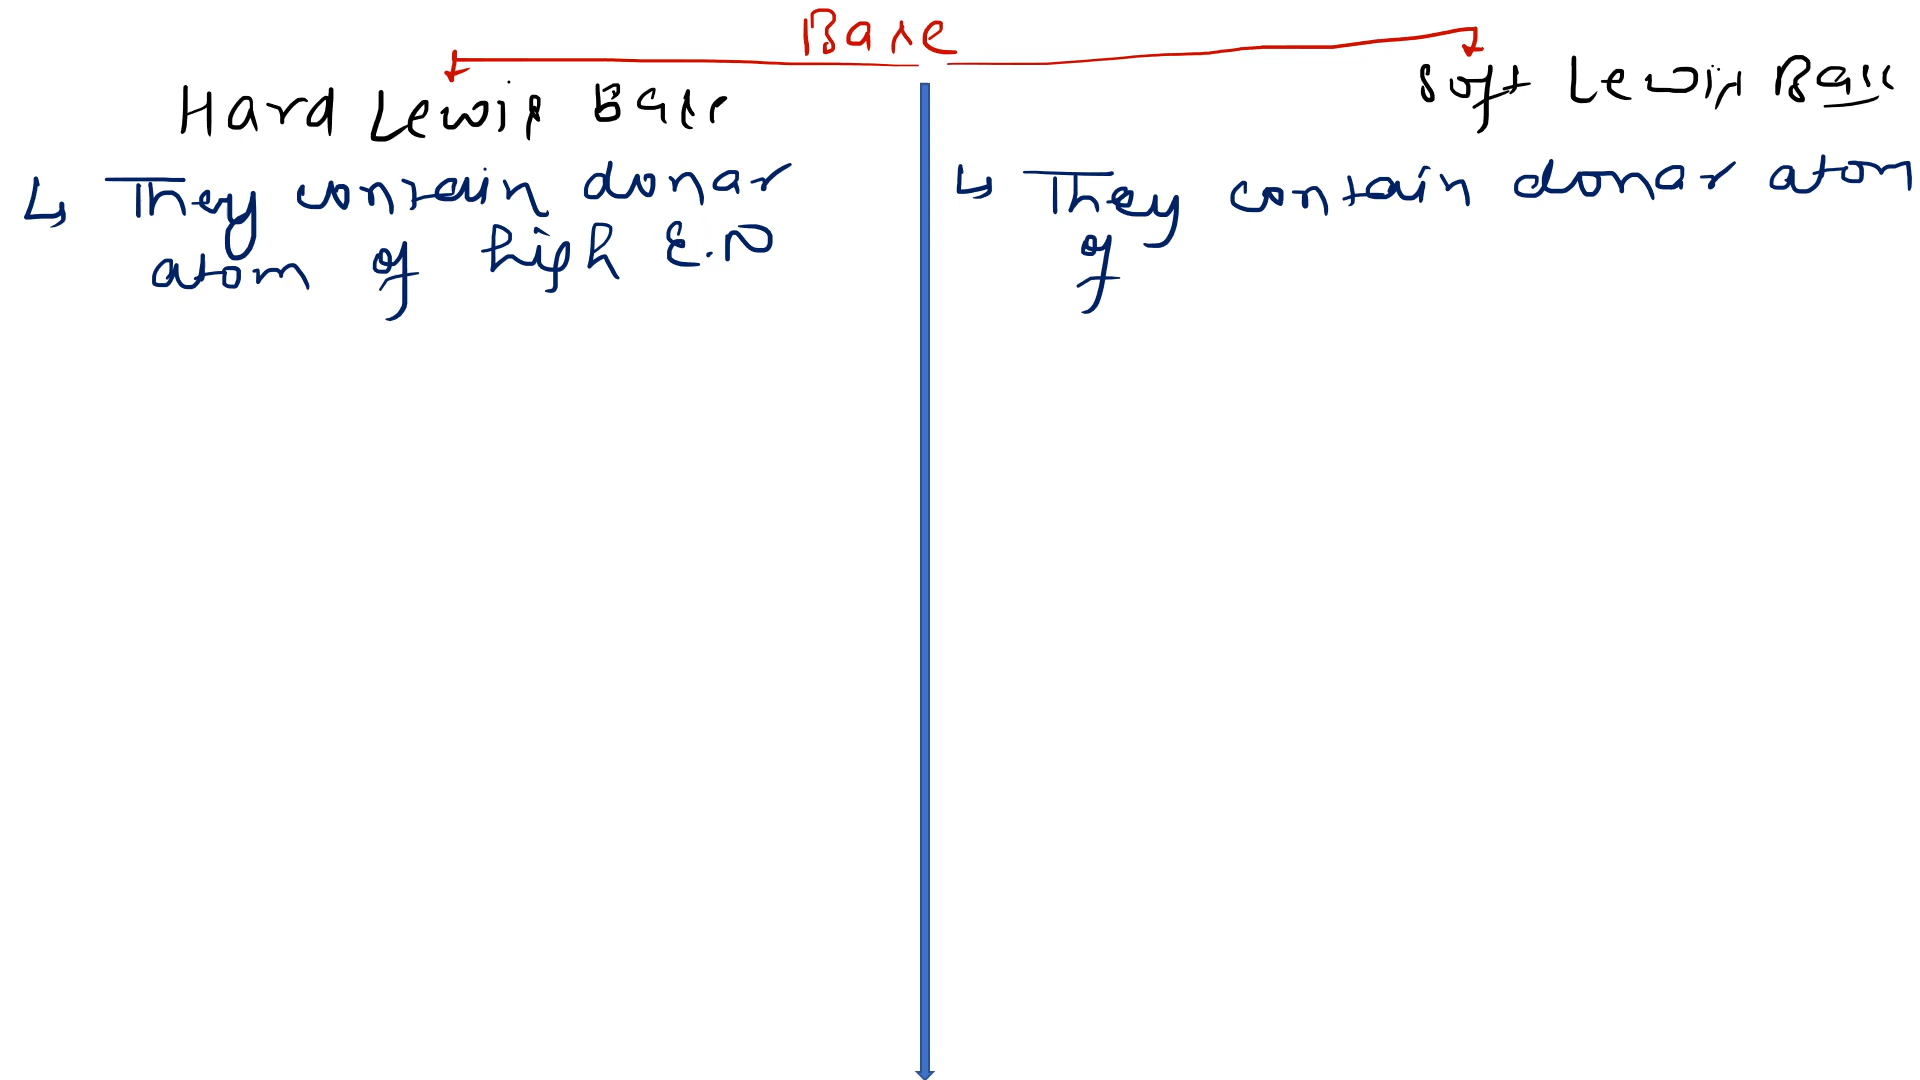 Base
Hard Lewis Base
Soft Lewis Base
↳ They contain donar
atom of high E.N
↳ They contain donar atom
of